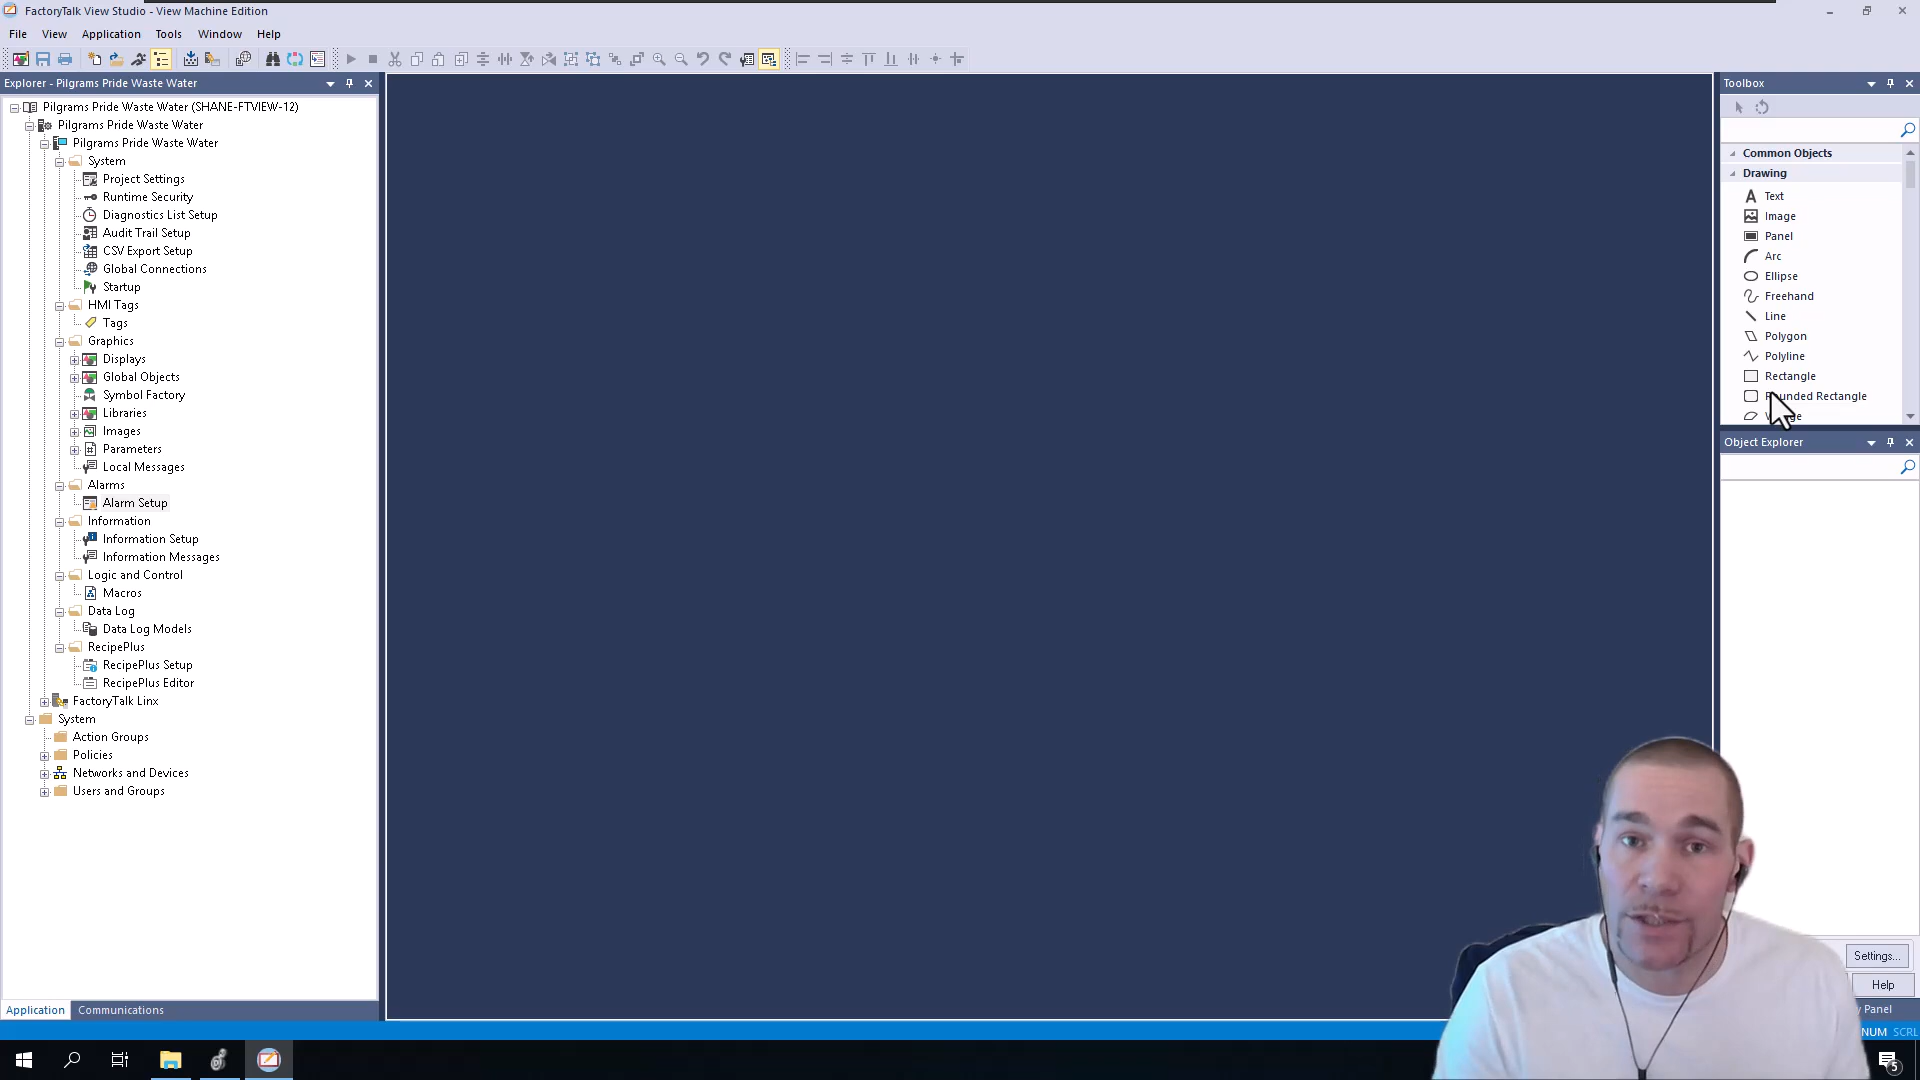 FactoryTalk View Studio - View Machine Edition
File View Application Tools Window Help
Explorer - Pilgrams Pride Waste Water
Pilgrams Pride Waste Water (SHANE-FTVIEW-12)
Pilgrams Pride Waste Water
Pilgrams Pride Waste Water
System
Project Settings
Runtime Security
Diagnostics List Setup
Audit Trail Setup
CSV Export Setup
Global Connections
Startup
HMI Tags
Tags
Graphics
Displays
Global Objects
Symbol Factory
Libraries
Images
Parameters
Local Messages
Alarms
Alarm Setup
Information
Information Setup
Information Messages
Logic and Control
Macros
Data Log
Data Log Models
RecipePlus
RecipePlus Setup
RecipePlus Editor
FactoryTalk Linx
System
Action Groups
Policies
Networks and Devices
Users and Groups
Application Communications
Toolbox
Common Objects
Drawing
Text
Image
Panel
Arc
Ellipse
Freehand
Line
Polygon
Polyline
Rectangle
Rounded Rectangle
Object Explorer
Settings...
Help
Panel
NUM SCRL
5